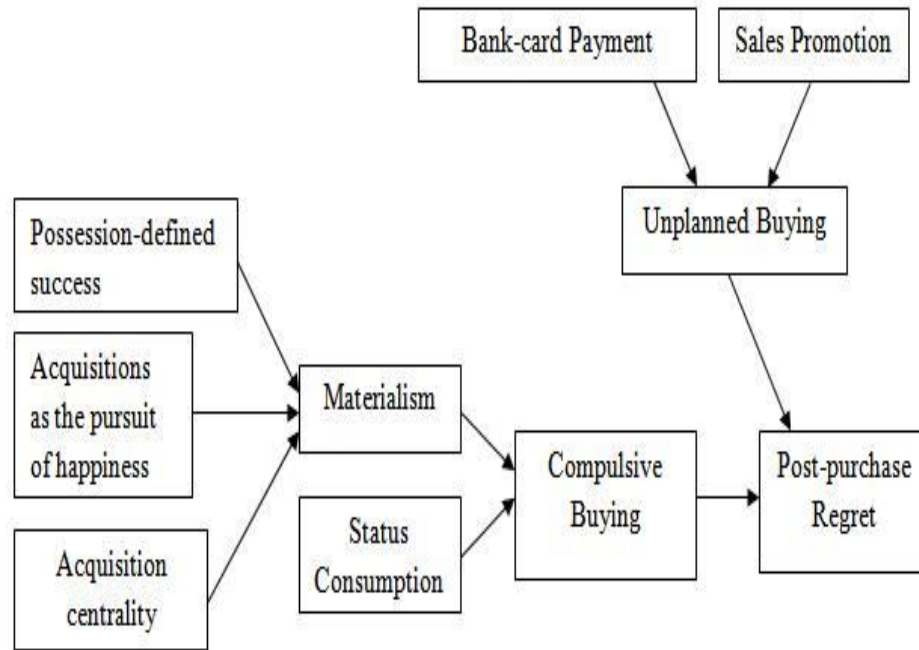 Bank-card Payment
Sales Promotion
Unplanned Buying
Possession-defined
success
Acquisitions
as the pursuit
of happiness
Acquisition
centrality
Materialism
Status
Consumption
Compulsive
Buying
Post-purchase
Regret